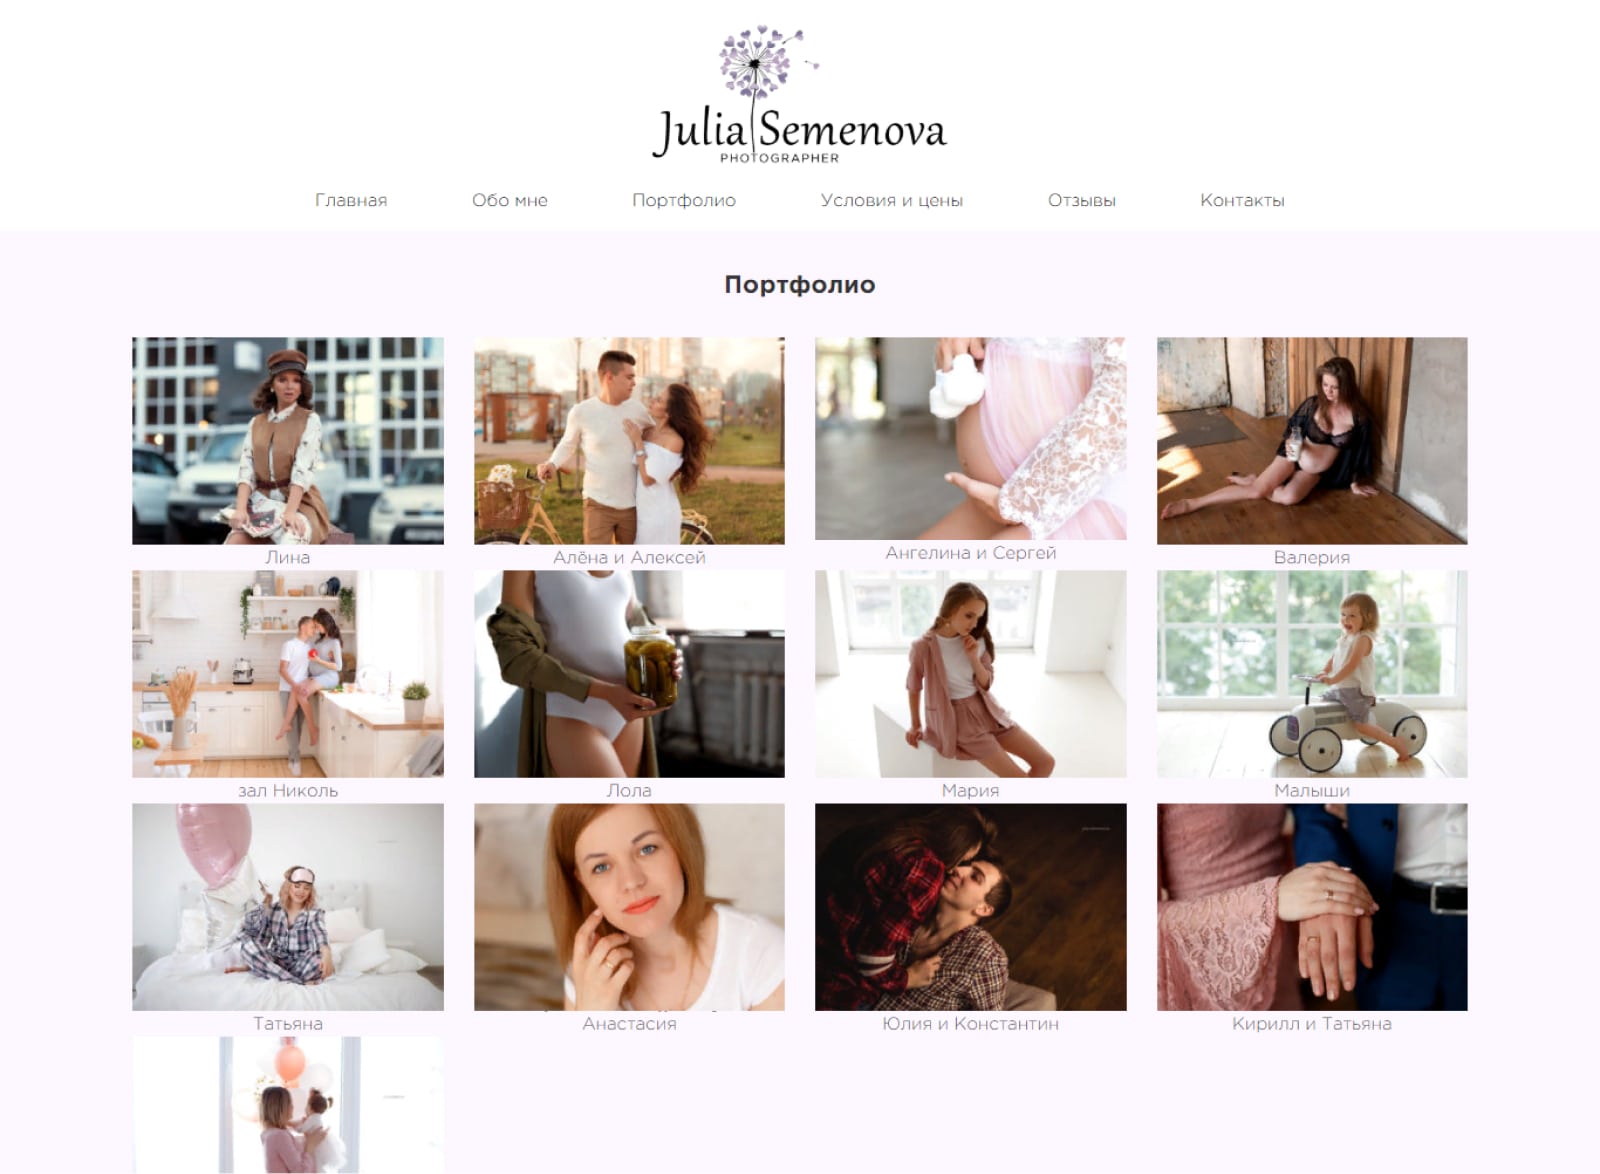 Julia Semenova
PHOTOGRAPHER
Главная Обо мне Портфолио Условия и цены Отзывы Контакты
Портфолио
Лина Алёна и Алексей Ангелина и Сергей Валерия
зал Николь Лола Мария Малыши
Татьяна Анастасия Юлия и Константин Кирилл и Татьяна